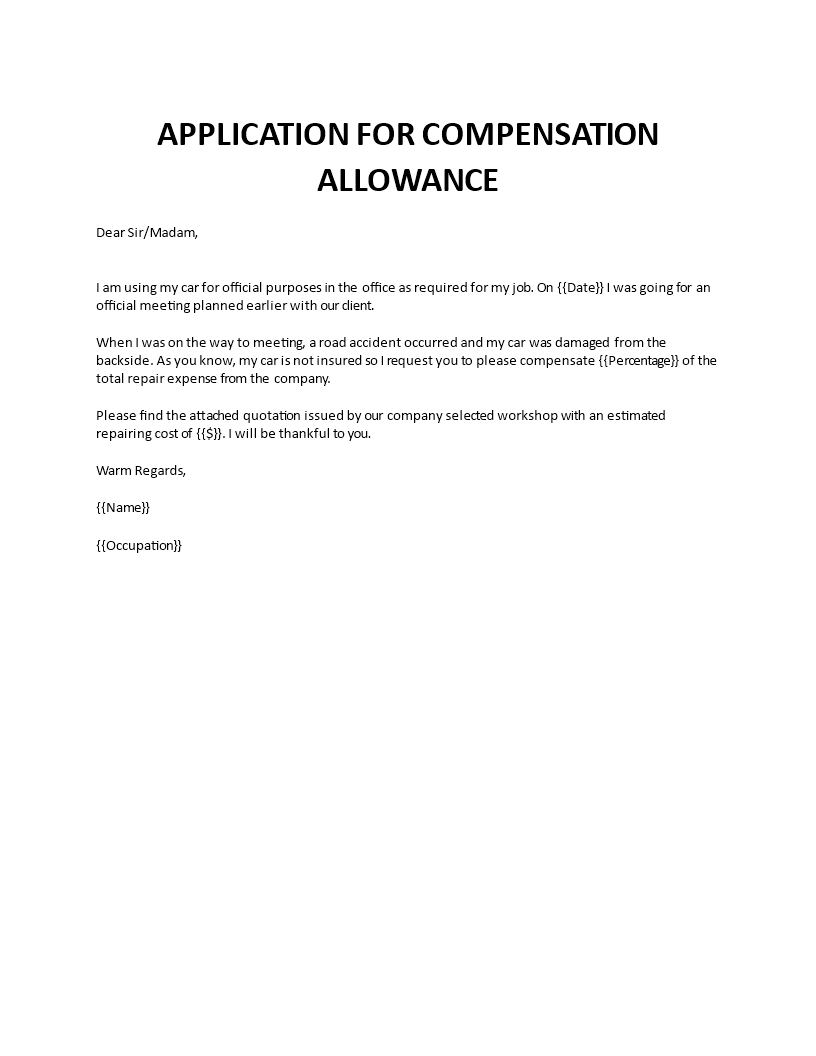 APPLICATION FOR COMPENSATION
ALLOWANCE
Dear Sir/Madam,
I am using my car for official purposes in the office as required for my job. On {{Date}} I was going for an
official meeting planned earlier with our client.
When I was on the way to meeting, a road accident occurred and my car was damaged from the
backside. As you know, my car is not insured so I request you to please compensate {{Percentage}} of the
total repair expense from the company.
Please find the attached quotation issued by our company selected workshop with an estimated
repairing cost of {{$}}. I will be thankful to you.
Warm Regards,
{{Name}}
{{Occupation}}